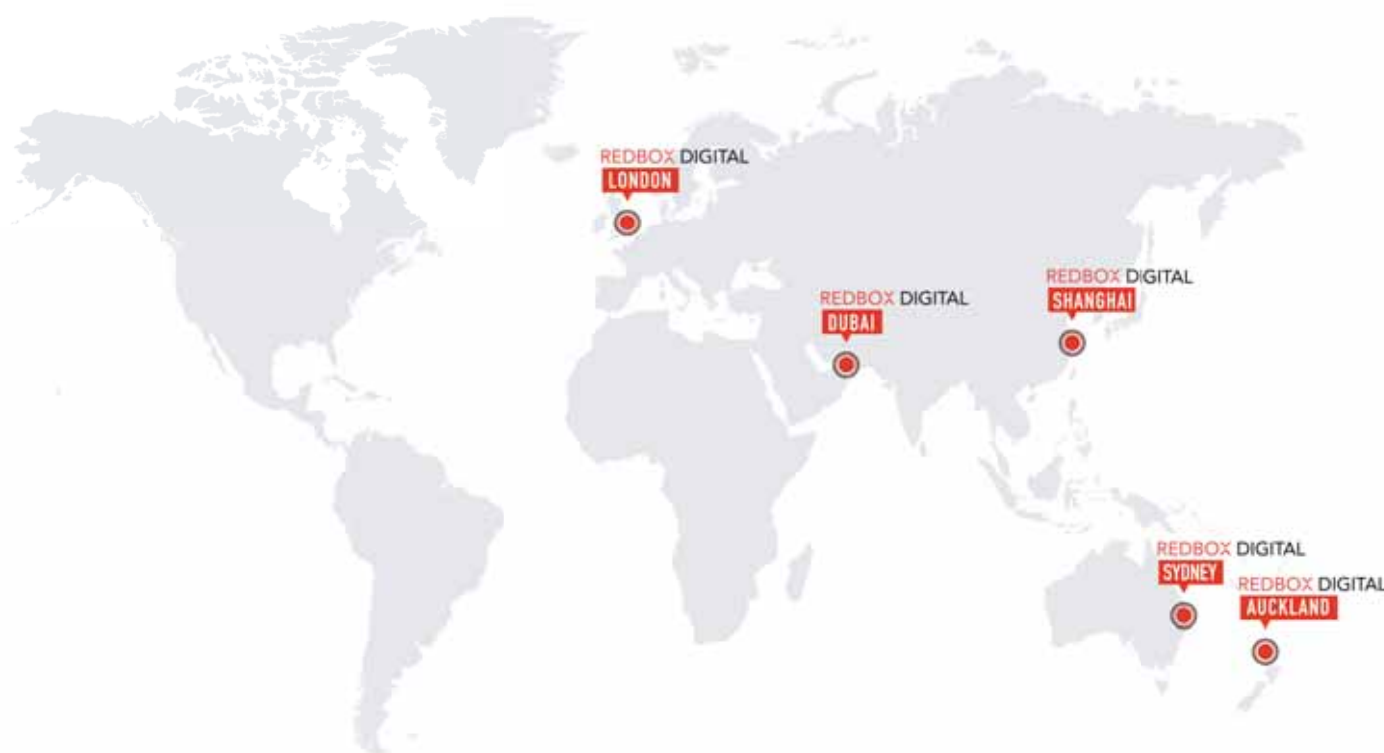 REDBOX DIGITAL
LONDON
REDBOX DIGITAL
SHANGHAI
REDBOX DIGITAL
DUBAI
REDBOX DIGITAL
SYDNEY
REDBOX DIGITAL
AUCKLAND